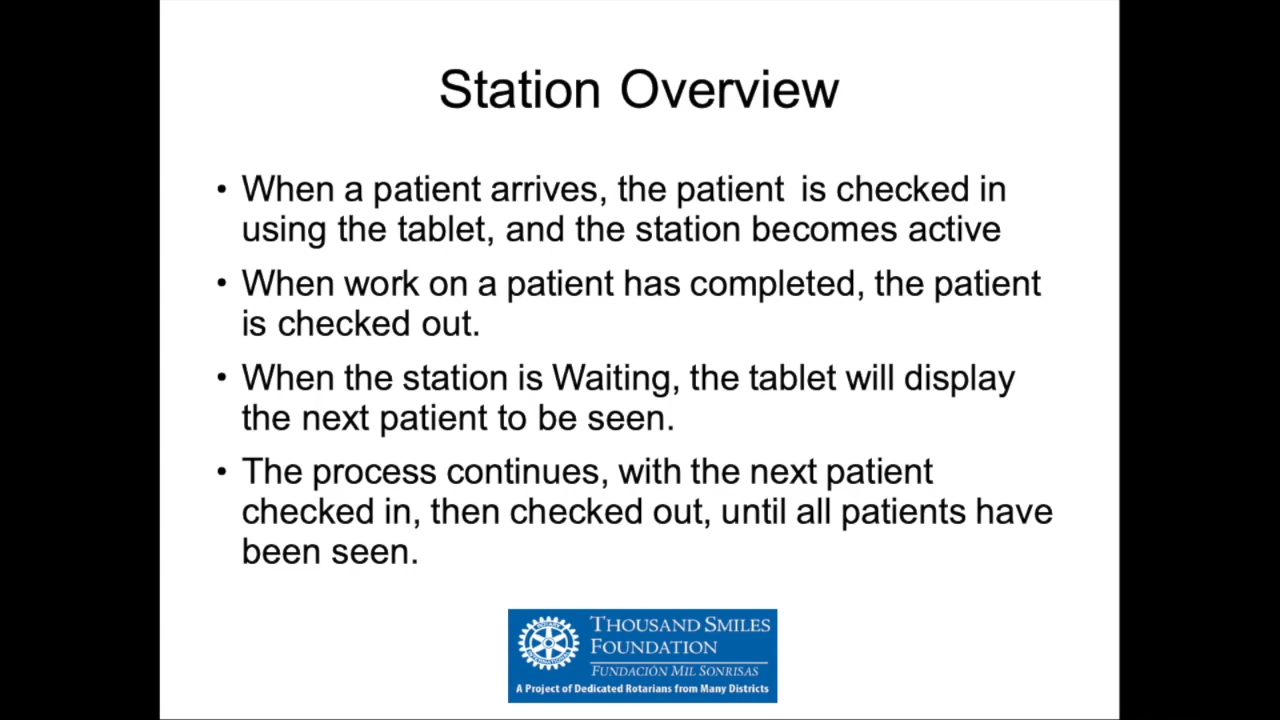 Station Overview
• When a patient arrives, the patient  is checked in
using the tablet, and the station becomes active
• When work on a patient has completed, the patient
is checked out.
• When the station is Waiting, the tablet will display
the next patient to be seen.
• The process continues, with the next patient
checked in, then checked out, until all patients have
been seen.
ROTARY
INTERNATIONAL
THOUSAND SMILES
FOUNDATION
FUNDACIÓN MIL SONRISAS
A Project of Dedicated Rotarians from Many Districts